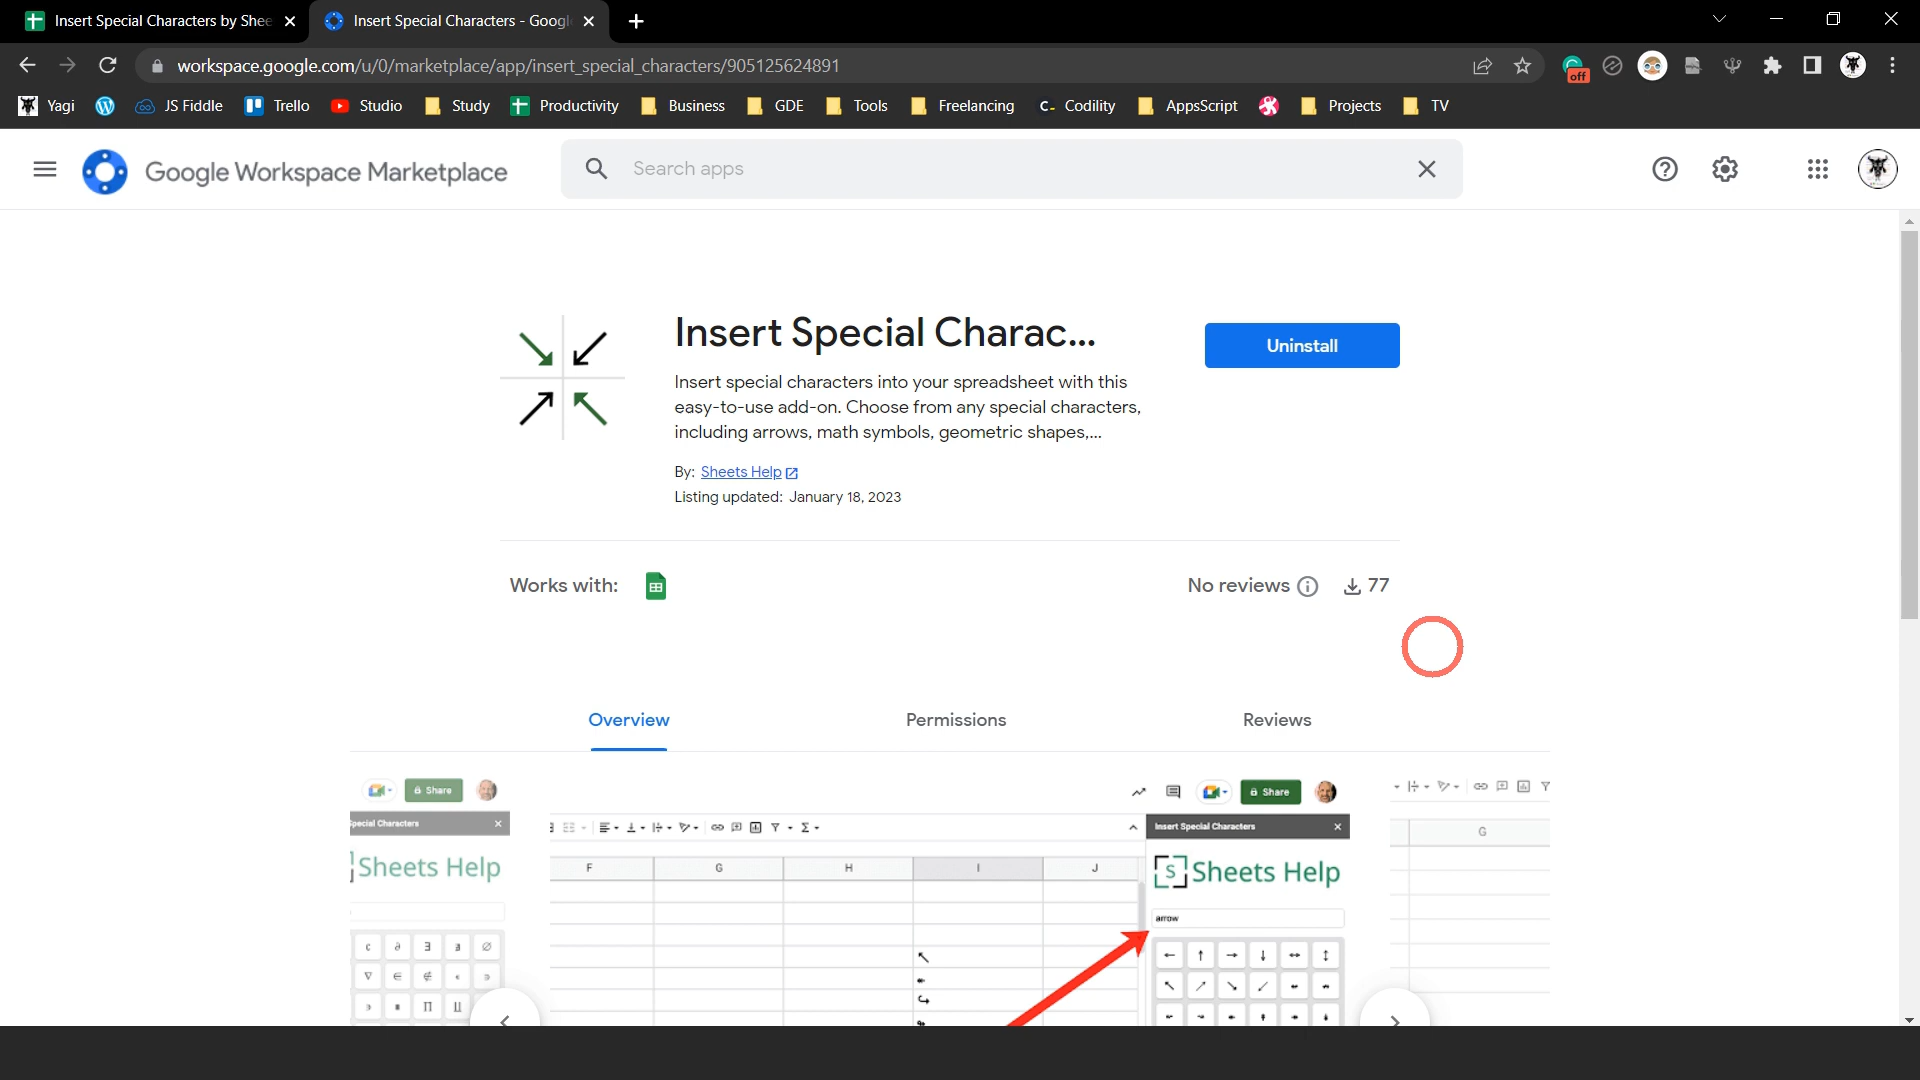 Insert Special Characters by Shee
Insert Special Characters - Googl
workspace.google.com/u/0/marketplace/app/insert_special_characters/905125624891
off
Yagi
JS Fiddle
Trello
Studio
Study
Productivity
Business
GDE
Tools
Freelancing
Codility
AppsScript
Projects
TV
Google Workspace Marketplace
Search apps
Insert Special Charac...
Uninstall
Insert special characters into your spreadsheet with this
easy-to-use add-on. Choose from any special characters,
including arrows, math symbols, geometric shapes,...
By: Sheets Help
Listing updated: January 18, 2023
Works with:
No reviews
77
Overview
Permissions
Reviews
Share
Special Characters
Sheets Help
Share
Insert Special Characters
F
G
H
I
J
S Sheets Help
arrow
G